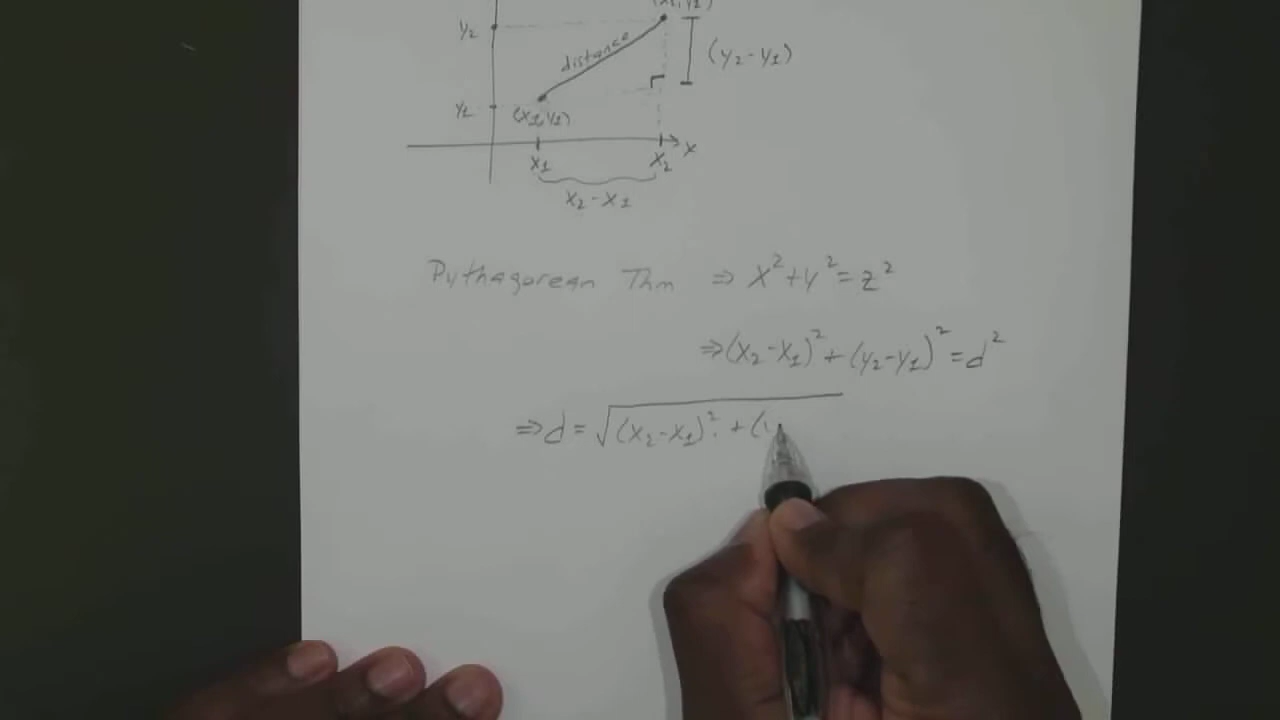 (x₂,y₂)
y₂
distance
(y₂-y₁)
y₁
(x₁,y₁)
x₁
x₂
x
x₂-x₁
Pythagorean Thm ⇒ x²+y²=z²
⇒(x₂-x₁)²+(y₂-y₁)²=d²
⇒d=√(x₂-x₁)²+(